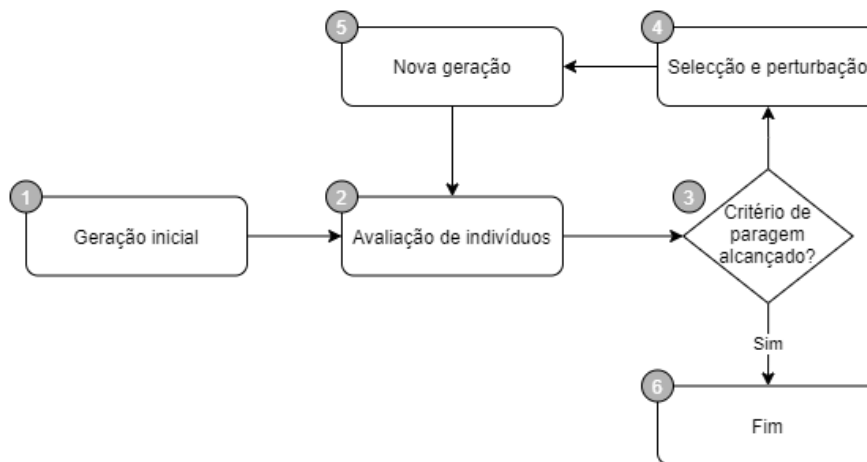 5
Nova geração
4
Selecção e perturbação
1
Geração inicial
2
Avaliação de indivíduos
3
Critério de
paragem
alcançado?
Sim
6
Fim